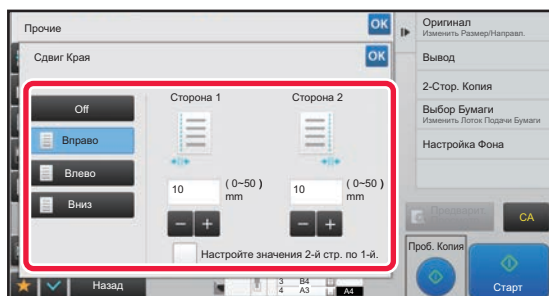 Прочие
OK
Сдвиг Края
OK
Off
Вправо
Влево
Вниз
Сторона 1
Сторона 2
10
( 0~50 )
mm
10
( 0~50 )
mm
Настройте значения 2-й стр. по 1-й.
Назад
3 B4
4 A3
A4
Оригинал
Изменить Размер/Направл.
Вывод
2-Стор. Копия
Выбор Бумаги
Изменить Лоток Подачи Бумаги
Настройка Фона
CA
Проб. Копия
Старт